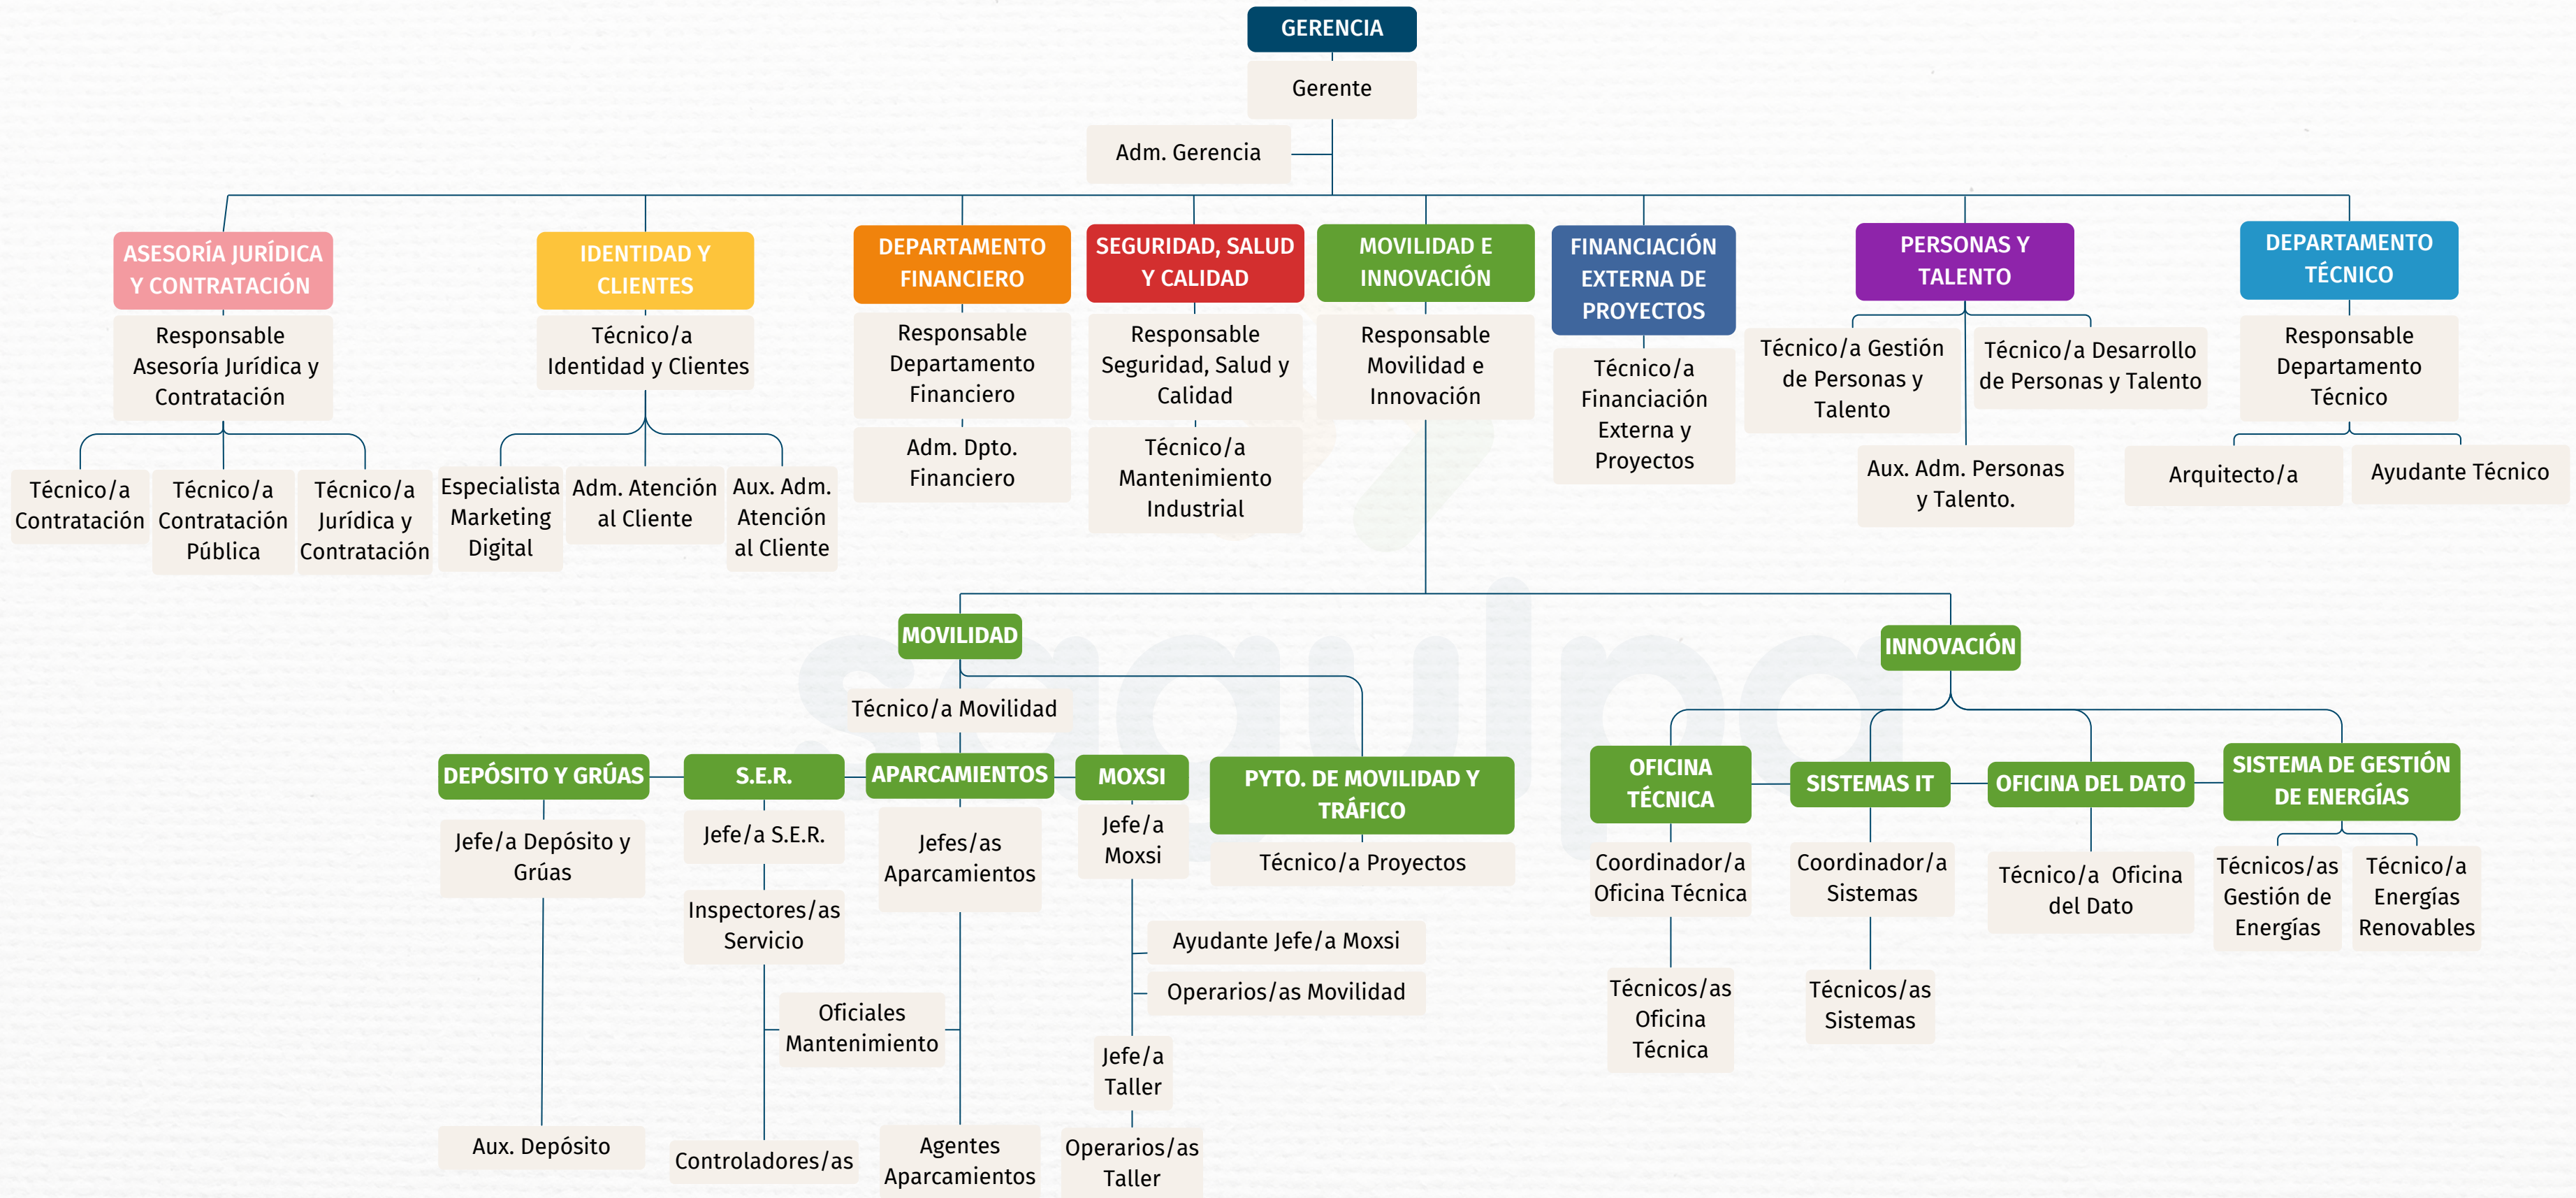 GERENCIA
Gerente
Adm. Gerencia
ASESORÍA JURÍDICA
Y CONTRATACIÓN
Responsable
Asesoría Jurídica y
Contratación
Técnico/a
Contratación
Técnico/a
Contratación
Pública
Técnico/a
Jurídica y
Contratación
IDENTIDAD Y
CLIENTES
Técnico/a
Identidad y Clientes
Especialista
Marketing
Digital
Adm. Atención
al Cliente
Aux. Adm.
Atención
al Cliente
DEPARTAMENTO
FINANCIERO
Responsable
Departamento
Financiero
Adm. Dpto.
Financiero
SEGURIDAD, SALUD
Y CALIDAD
Responsable
Seguridad, Salud y
Calidad
Técnico/a
Mantenimiento
Industrial
MOVILIDAD E
INNOVACIÓN
Responsable
Movilidad e
Innovación
FINANCIACIÓN
EXTERNA DE
PROYECTOS
Técnico/a
Financiación
Externa y
Proyectos
PERSONAS Y
TALENTO
Técnico/a Gestión
de Personas y
Talento
Técnico/a Desarrollo
de Personas y Talento
Aux. Adm. Personas
y Talento.
DEPARTAMENTO
TÉCNICO
Responsable
Departamento
Técnico
Arquitecto/a
Ayudante Técnico
sagulpa
MOVILIDAD
Técnico/a Movilidad
DEPÓSITO Y GRÚAS
Jefe/a Depósito y
Grúas
Aux. Depósito
S.E.R.
Jefe/a S.E.R.
Inspectores/as
Servicio
Oficiales
Mantenimiento
Controladores/as
APARCAMIENTOS
Jefes/as
Aparcamientos
Agentes
Aparcamientos
MOXSI
Jefe/a
Moxsi
Ayudante Jefe/a Moxsi
Operarios/as Movilidad
Jefe/a
Taller
Operarios/as
Taller
PYTO. DE MOVILIDAD Y
TRÁFICO
Técnico/a Proyectos
INNOVACIÓN
OFICINA
TÉCNICA
Coordinador/a
Oficina Técnica
Técnicos/as
Oficina
Técnica
SISTEMAS IT
Coordinador/a
Sistemas
Técnicos/as
Sistemas
OFICINA DEL DATO
Técnico/a Oficina
del Dato
SISTEMA DE GESTIÓN
DE ENERGÍAS
Técnicos/as
Gestión de
Energías
Técnico/a
Energías
Renovables